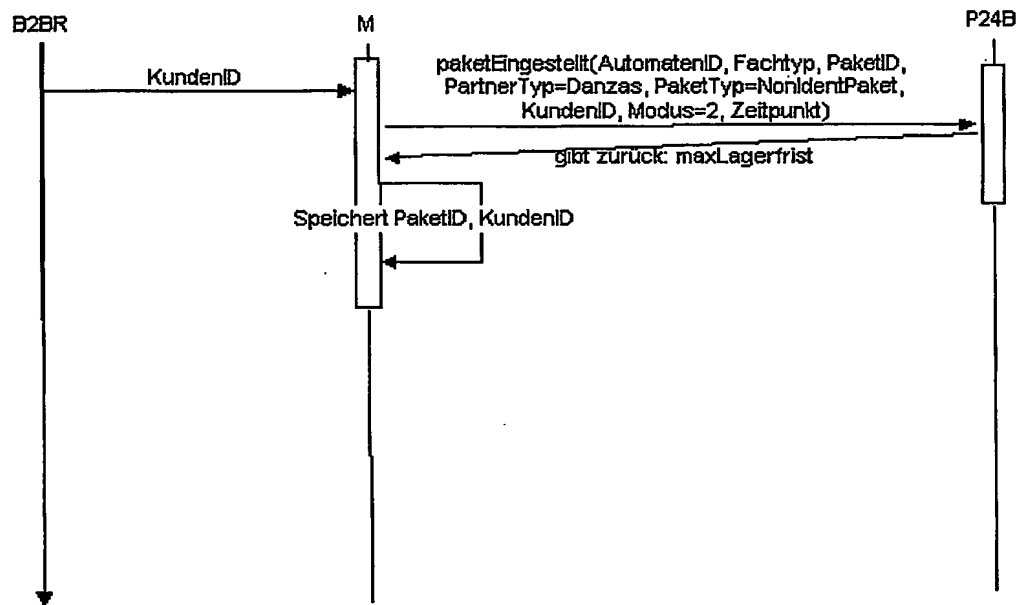 B2BR
M
P24B
KundenID
paketEingestellt(AutomatenID, Fachtyp, PaketID,
PartnerTyp=Danzas, PaketTyp=NonIdentPaket,
KundenID, Modus=2, Zeitpunkt)
gibt zurück: maxLagerfrist
Speichert PaketID, KundenID